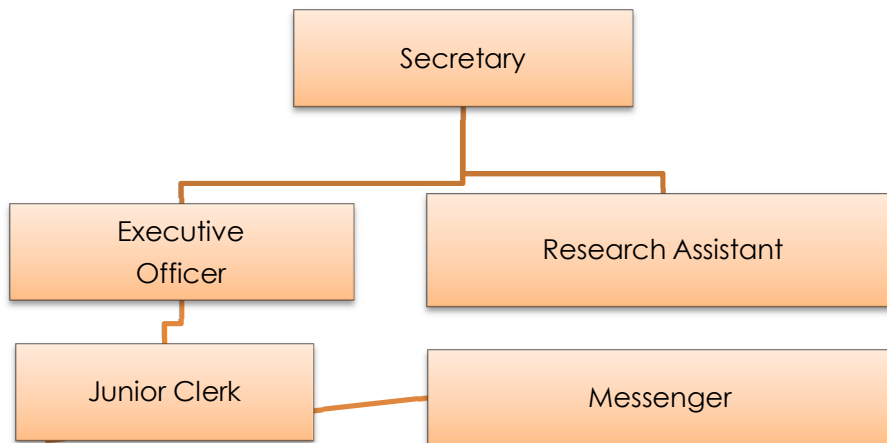 Secretary
Executive
Officer
Research Assistant
Junior Clerk
Messenger